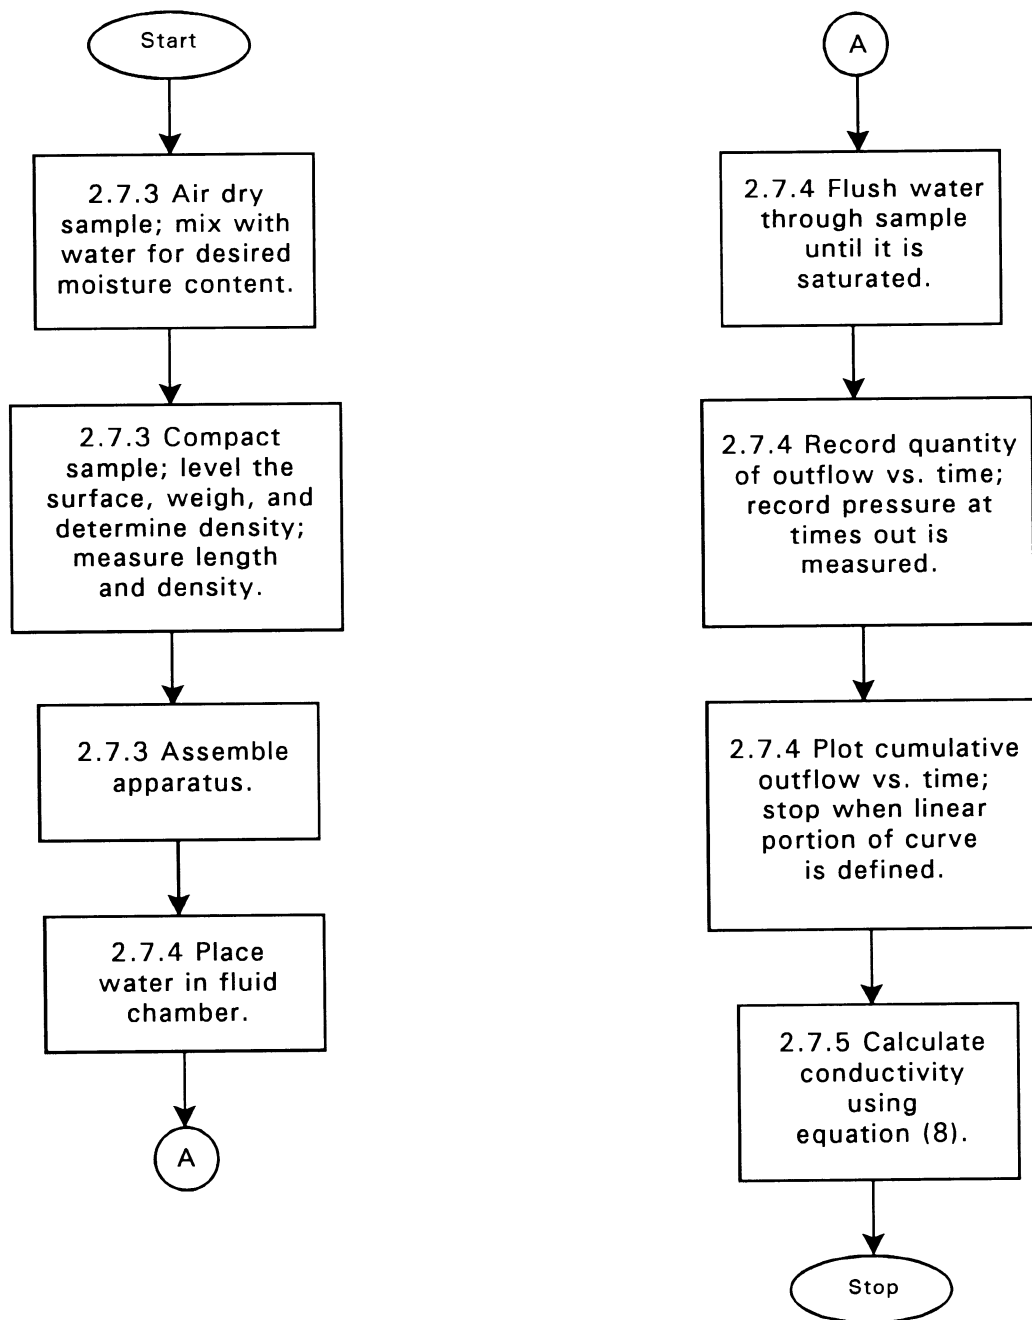 Start
2.7.3 Air dry
sample; mix with
water for desired
moisture content.
2.7.3 Compact
sample; level the
surface, weigh, and
determine density;
measure length
and density.
2.7.3 Assemble
apparatus.
2.7.4 Place
water in fluid
chamber.
A
A
2.7.4 Flush water
through sample
until it is
saturated.
2.7.4 Record quantity
of outflow vs. time;
record pressure at
times out is
measured.
2.7.4 Plot cumulative
outflow vs. time;
stop when linear
portion of curve
is defined.
2.7.5 Calculate
conductivity
using
equation (8).
Stop